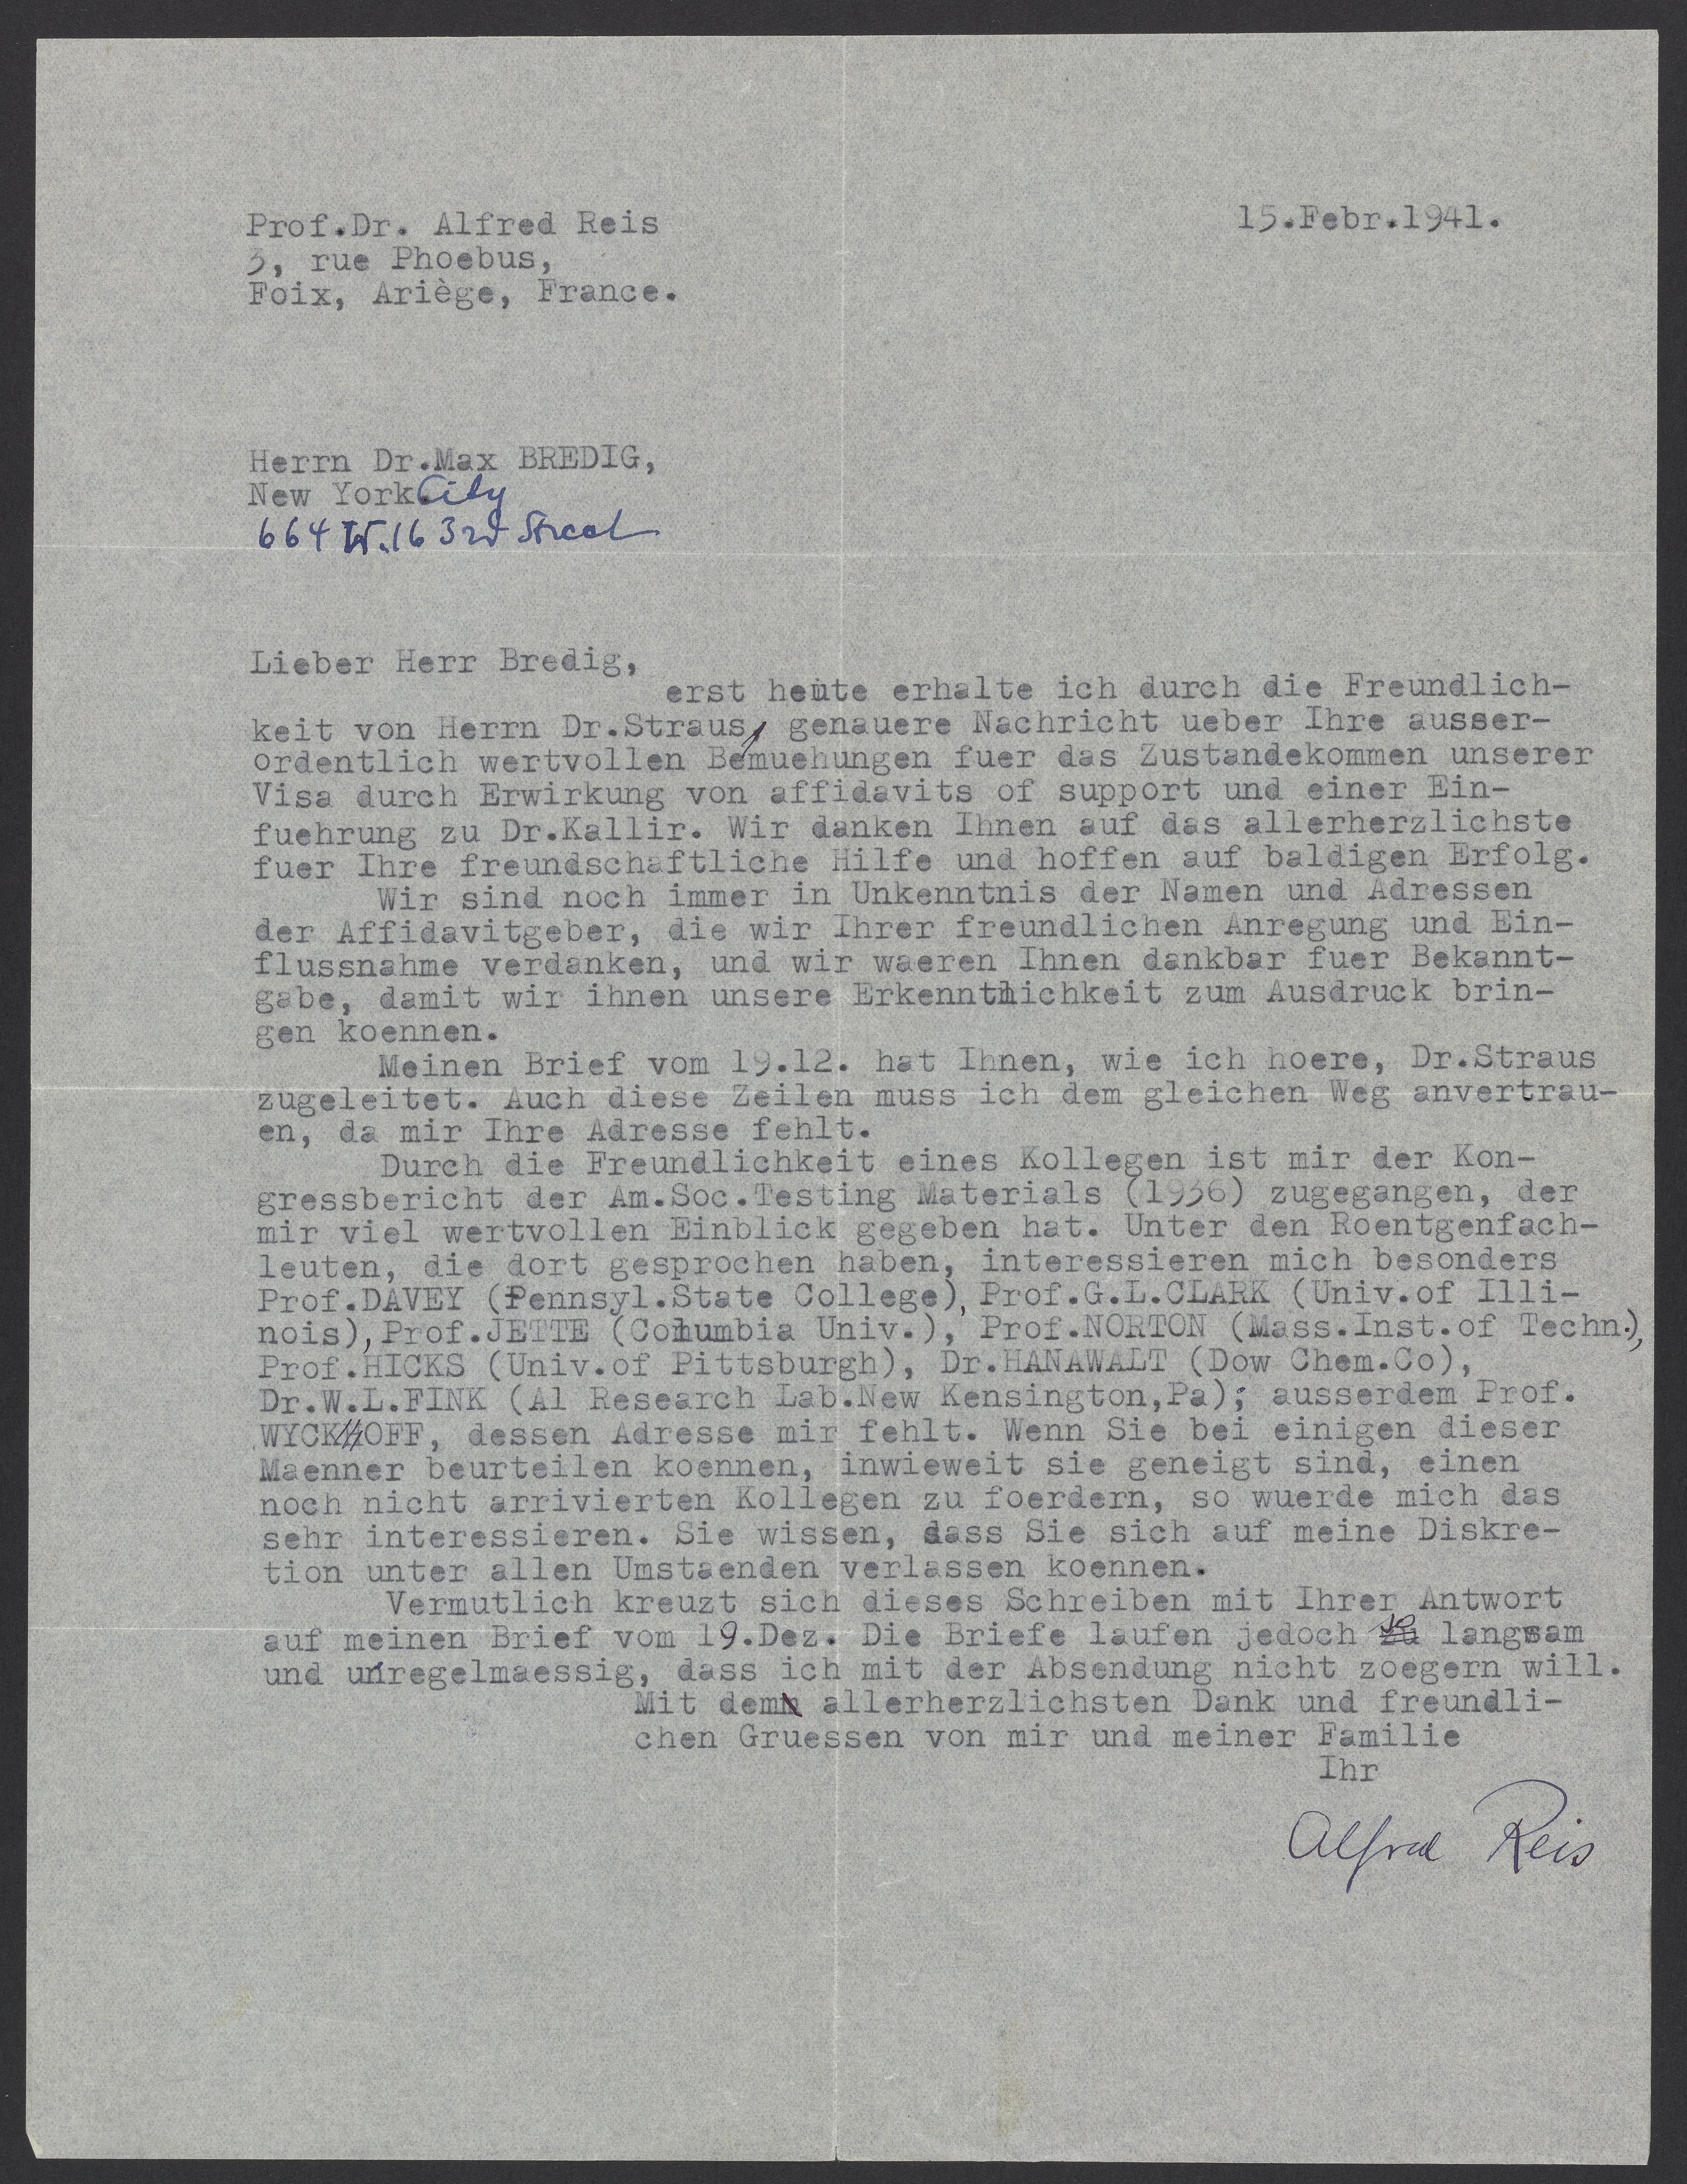 Prof.Dr. Alfred Reis
3, rue Phoebus,
Foix, Ariège, France.
15.Febr.1941.
Herrn Dr.Max BREDIG,
New York City
664 W. 163rd Street
Lieber Herr Bredig,
erst heute erhalte ich durch die Freundlich-
keit von Herrn Dr.Straus, genauere Nachricht ueber Ihre ausser-
ordentlich wertvollen Bemuehungen fuer das Zustandekommen unserer
Visa durch Erwirkung von affidavits of support und einer Ein-
fuehrung zu Dr.Kallir. Wir danken Ihnen auf das allerherzlichste
fuer Ihre freundschaftliche Hilfe und hoffen auf baldigen Erfolg.
Wir sind noch immer in Unkenntnis der Namen und Adressen
der Affidavitgeber, die wir Ihrer freundlichen Anregung und Ein-
flussnahme verdanken, und wir waeren Ihnen dankbar fuer Bekannt-
gabe, damit wir ihnen unsere Erkenntlichkeit zum Ausdruck brin-
gen koennen.
Meinen Brief vom 19.12. hat Ihnen, wie ich hoere, Dr.Straus
zugeleitet. Auch diese Zeilen muss ich dem gleichen Weg anvertrau-
en, da mir Ihre Adresse fehlt.
Durch die Freundlichkeit eines Kollegen ist mir der Kon-
gressbericht der Am.Soc.Testing Materials (1936) zugegangen, der
mir viel wertvollen Einblick gegeben hat. Unter den Roentgenfach-
leuten, die dort gesprochen haben, interessieren mich besonders
Prof.DAVEY (Pennsyl.State College), Prof.G.L.CLARK (Univ.of Illi-
nois), Prof.JETTE (Columbia Univ.), Prof.NORTON (Mass.Inst.of Techn.),
Prof.HICKS (Univ.of Pittsburgh), Dr.HANAWALT (Dow Chem.Co),
Dr.W.L.FINK (Al Research Lab.New Kensington,Pa); ausserdem Prof.
WYCKOFF, dessen Adresse mir fehlt. Wenn Sie bei einigen dieser
Maenner beurteilen koennen, inwieweit sie geneigt sind, einen
noch nicht arrivierten Kollegen zu foerdern, so wuerde mich das
sehr interessieren. Sie wissen, dass Sie sich auf meine Diskre-
tion unter allen Umstaenden verlassen koennen.
Vermutlich kreuzt sich dieses Schreiben mit Ihrer Antwort
auf meinen Brief vom 19.Dez. Die Briefe laufen jedoch so langsam
und unregelmaessig, dass ich mit der Absendung nicht zoegern will.
Mit dem allerherzlichsten Dank und freundli-
chen Gruessen von mir und meiner Familie
Ihr
Alfred Reis